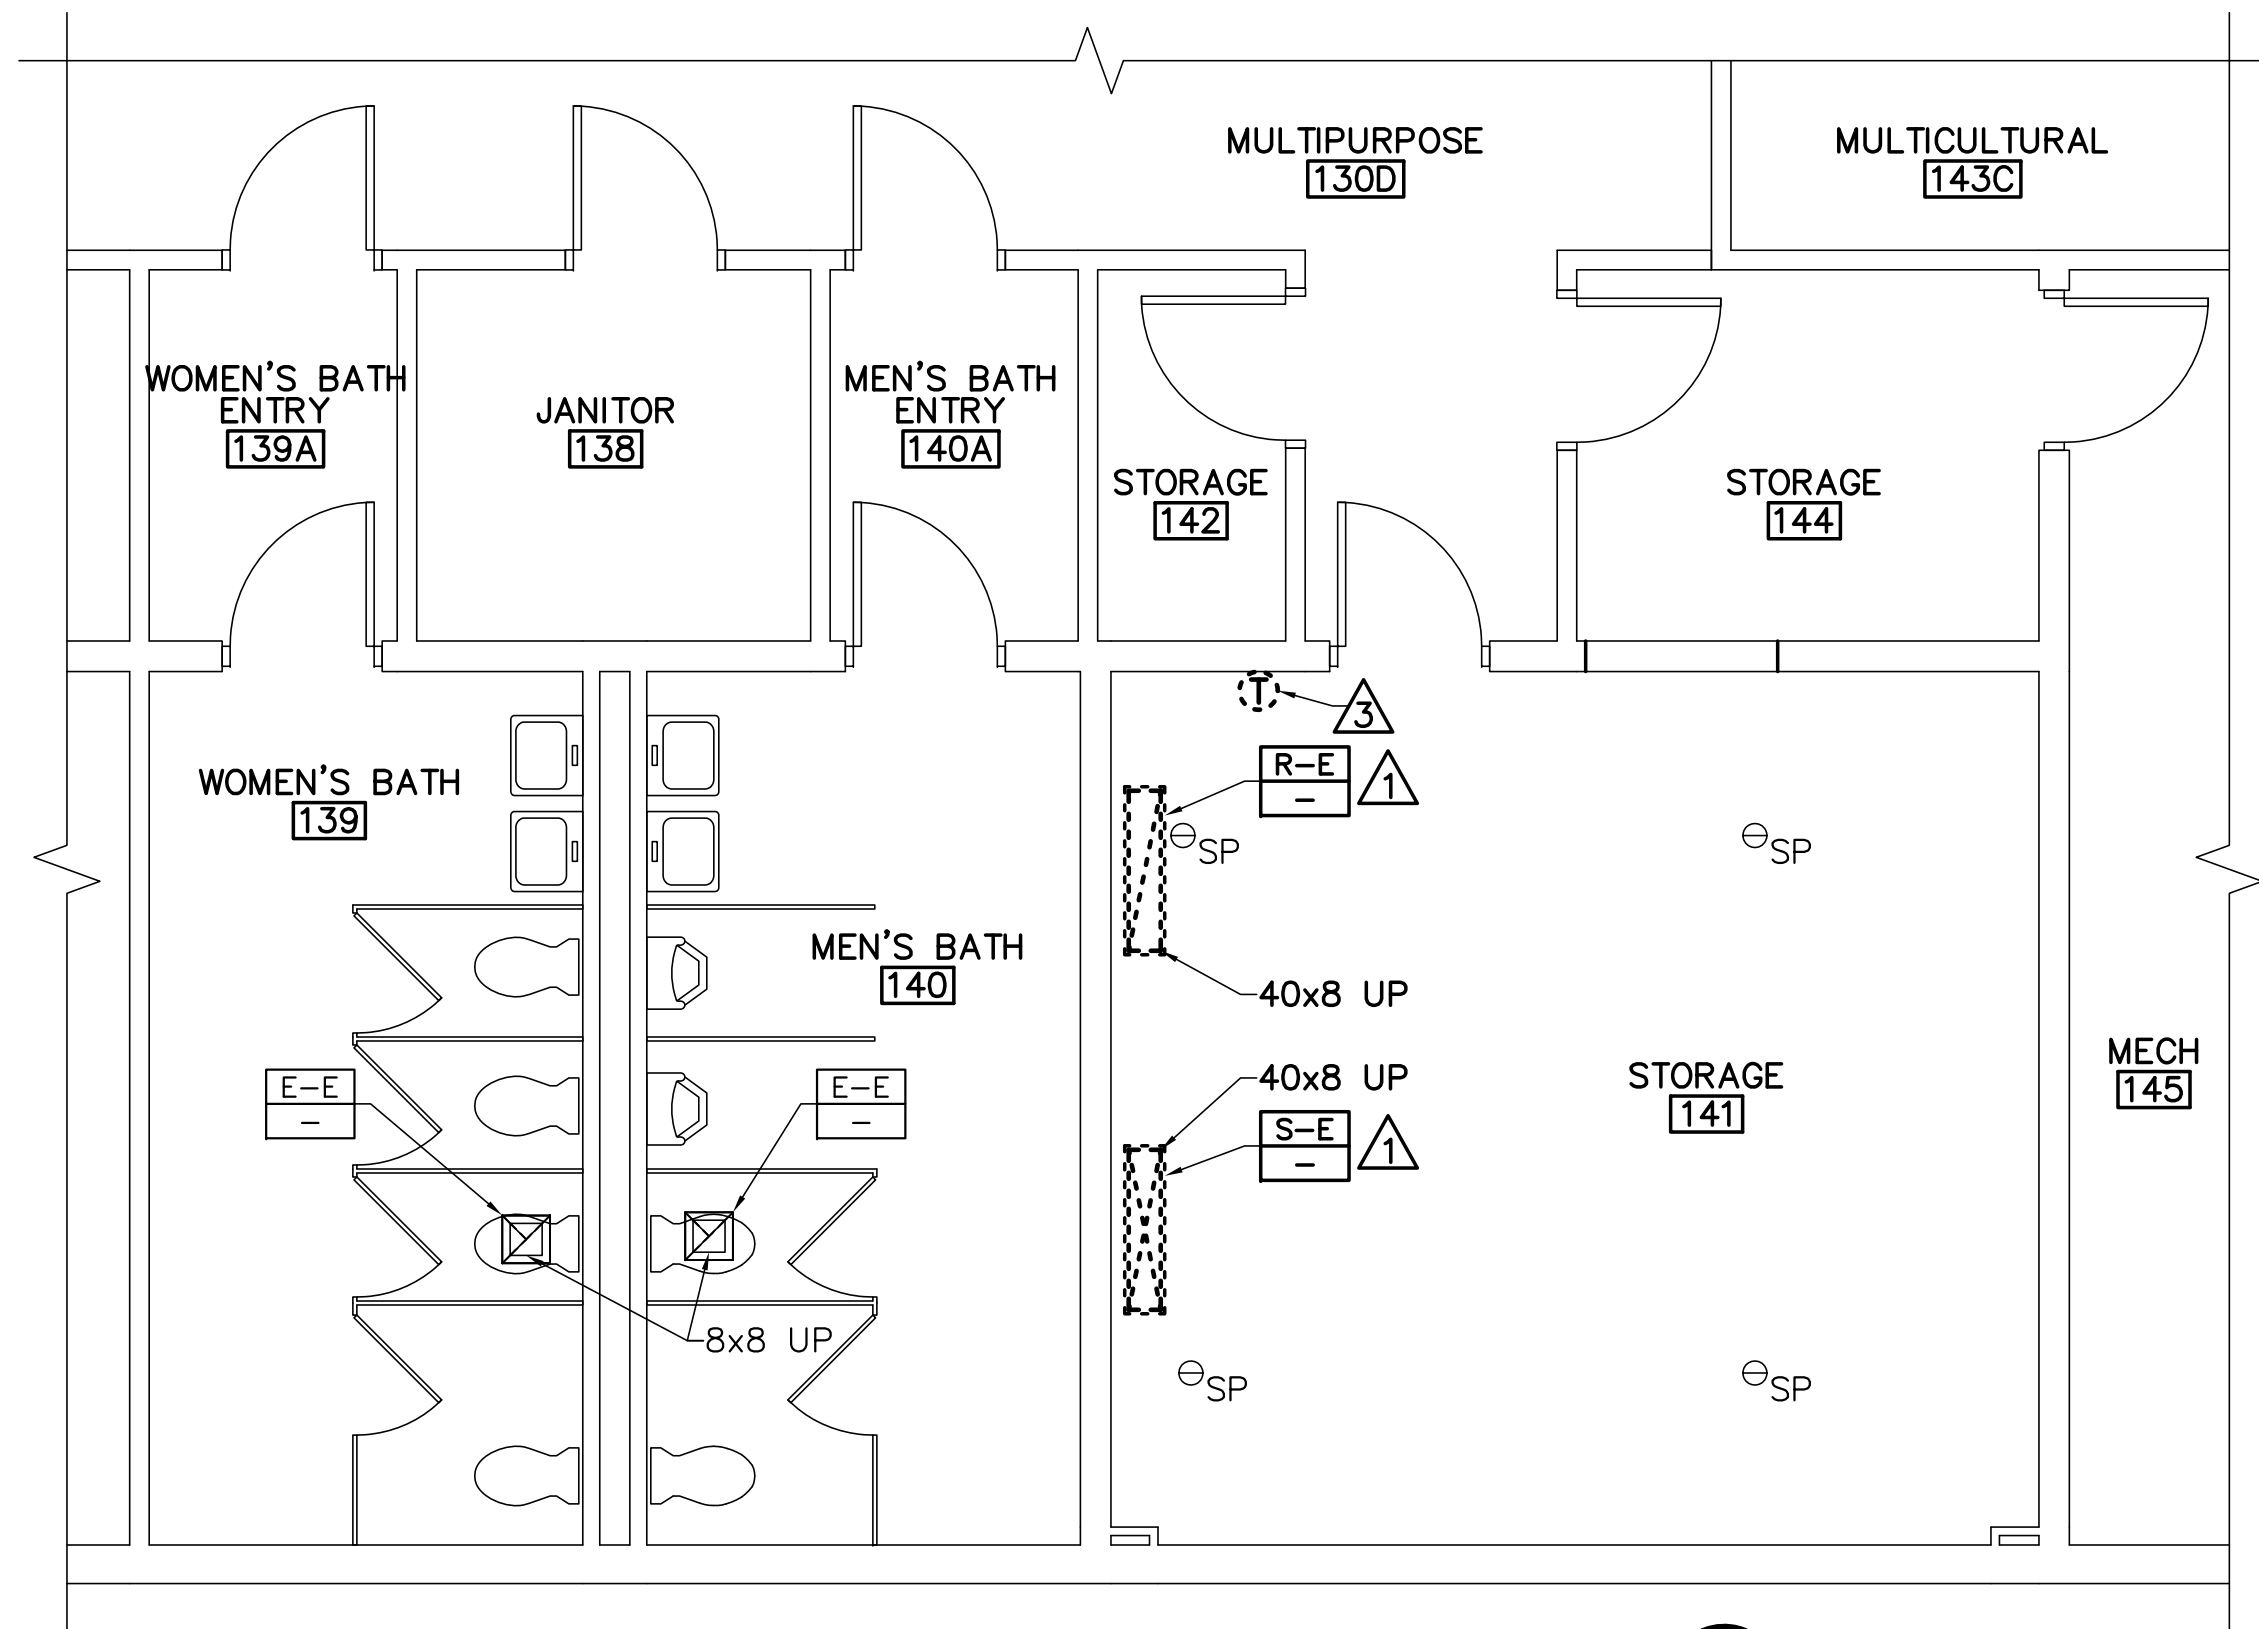 MULTIPURPOSE
130D
MULTICULTURAL
143C
WOMEN'S BATH
ENTRY
139A
JANITOR
138
MEN'S BATH
ENTRY
140A
STORAGE
142
STORAGE
144
T
3
R-E
-
1
WOMEN'S BATH
139
SP
SP
MEN'S BATH
140
40x8 UP
40x8 UP
STORAGE
141
MECH
145
E-E
-
E-E
-
S-E
-
1
8x8 UP
SP
SP